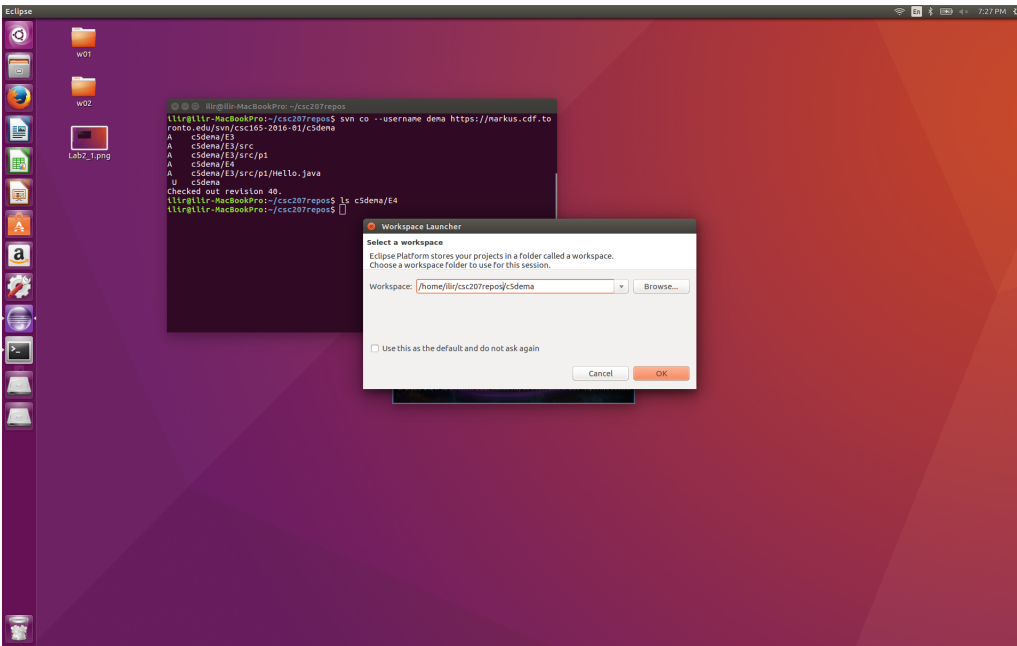 Eclipse
En
7:27 PM
w01
w02
Lab2_1.png
ilir@ilir-MacBookPro: ~/csc207repos
ilir@ilir-MacBookPro:~/csc207repos$ svn co --username dema https://markus.cdf.to
ronto.edu/svn/csc165-2016-01/c5dema
A    c5dema/E3
A    c5dema/E3/src
A    c5dema/E3/src/p1
A    c5dema/E4
A    c5dema/E3/src/p1/Hello.java
 U   c5dema
Checked out revision 40.
ilir@ilir-MacBookPro:~/csc207repos$ ls c5dema/E4
ilir@ilir-MacBookPro:~/csc207repos$
Workspace Launcher
Select a workspace
Eclipse Platform stores your projects in a folder called a workspace.
Choose a workspace folder to use for this session.
Workspace: /home/ilir/csc207repos/c5dema Browse...
Use this as the default and do not ask again
Cancel OK